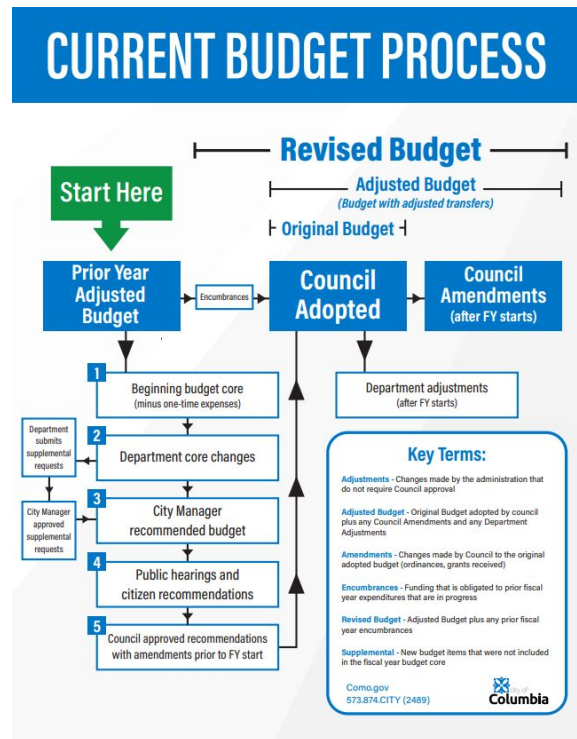 CURRENT BUDGET PROCESS
Revised Budget
Adjusted Budget
(Budget with adjusted transfers)
Original Budget
Start Here
Prior Year
Adjusted
Budget
Encumbrances
Council
Adopted
Council
Amendments
(after FY starts)
1
Beginning budget core
(minus one-time expenses)
Department adjustments
(after FY starts)
Department
submits
supplemental
requests
2
Department core changes
City Manager
approved
supplemental
requests
3
City Manager
recommended budget
4
Public hearings and
citizen recommendations
5
Council approved recommendations
with amendments prior to FY start
Key Terms:
Adjustments - Changes made by the administration that
do not require Council approval
Adjusted Budget - Original Budget adopted by council
plus any Council Amendments and any Department
Adjustments
Amendments - Changes made by Council to the original
adopted budget (ordinances, grants received)
Encumbrances - Funding that is obligated to prior fiscal
year expenditures that are in progress
Revised Budget - Adjusted Budget plus any prior fiscal
year encumbrances
Supplemental - New budget items that were not included
in the fiscal year budget core
Como.gov
573.874.CITY (2489)
city of
Columbia